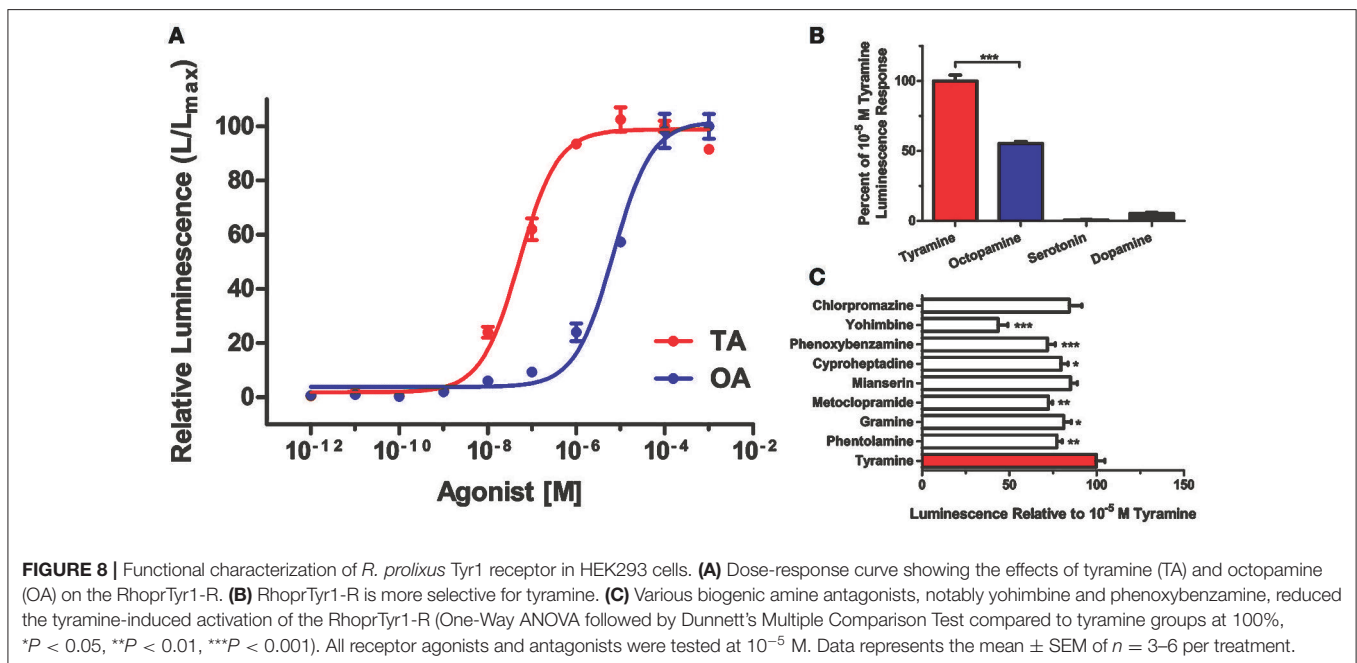 A
Relative Luminescence (L/Lmax)
100
80
60
40
20
0
10-12
10-10
10-8
10-6
10-4
10-2
Agonist [M]
TA
OA
B
Percent of 10-5 M Tyramine
Luminescence Response
100
50
0
***
Tyramine
Octopamine
Serotonin
Dopamine
C
Chlorpromazine
Yohimbine ***
Phenoxybenzamine ***
Cyproheptadine *
Mianserin
Metoclopramide **
Gramine *
Phentolamine **
Tyramine
0 50 100 150
Luminescence Relative to 10-5 M Tyramine
FIGURE 8 | Functional characterization of R. prolixus Tyr1 receptor in HEK293 cells. (A) Dose-response curve showing the effects of tyramine (TA) and octopamine
(OA) on the RhoprTyr1-R. (B) RhoprTyr1-R is more selective for tyramine. (C) Various biogenic amine antagonists, notably yohimbine and phenoxybenzamine, reduced
the tyramine-induced activation of the RhoprTyr1-R (One-Way ANOVA followed by Dunnett's Multiple Comparison Test compared to tyramine groups at 100%,
*P < 0.05, **P < 0.01, ***P < 0.001). All receptor agonists and antagonists were tested at 10−5 M. Data represents the mean ± SEM of n = 3–6 per treatment.